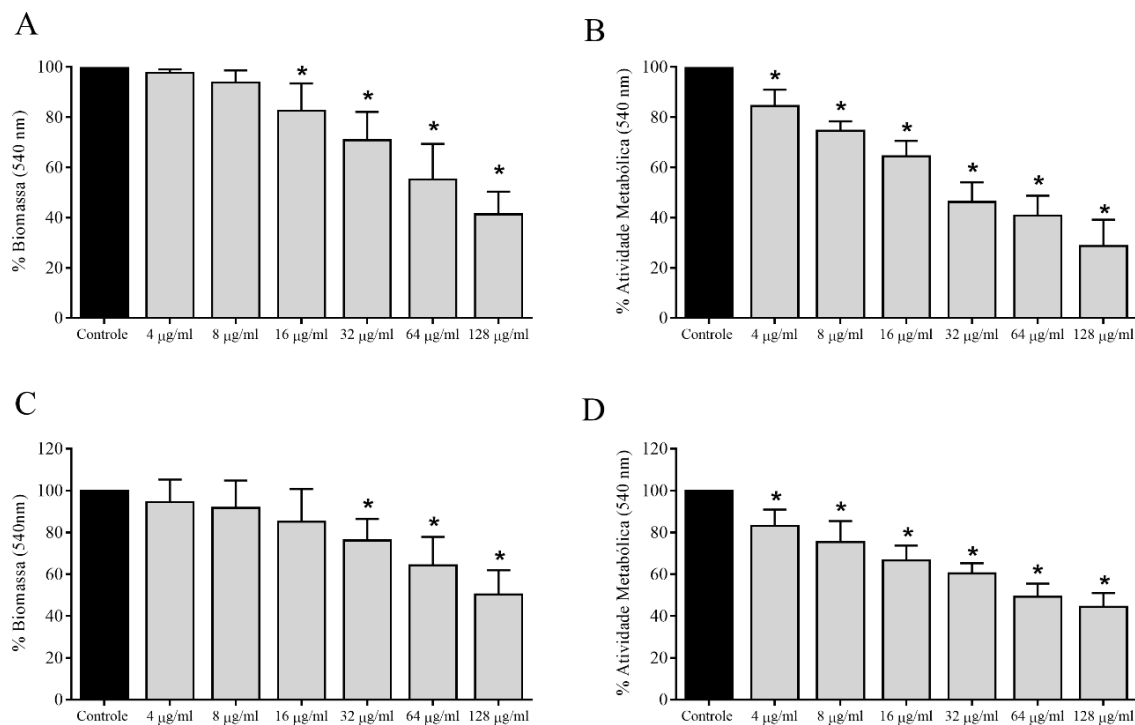 A
% Biomassa (540 nm)
100
80
60
40
20
0
* * * *
Controle 4 μg/ml 8 μg/ml 16 μg/ml 32 μg/ml 64 μg/ml 128 μg/ml
B
% Atividade Metabólica (540 nm)
100
80
60
40
20
0
* * * * * *
Controle 4 μg/ml 8 μg/ml 16 μg/ml 32 μg/ml 64 μg/ml 128 μg/ml
C
% Biomassa (540nm)
120
100
80
60
40
20
0
* * *
Controle 4 μg/ml 8 μg/ml 16 μg/ml 32 μg/ml 64 μg/ml 128 μg/ml
D
% Atividade Metabólica (540 nm)
120
100
80
60
40
20
0
* * * * * *
Controle 4 μg/ml 8 μg/ml 16 μg/ml 32 μg/ml 64 μg/ml 128 μg/ml